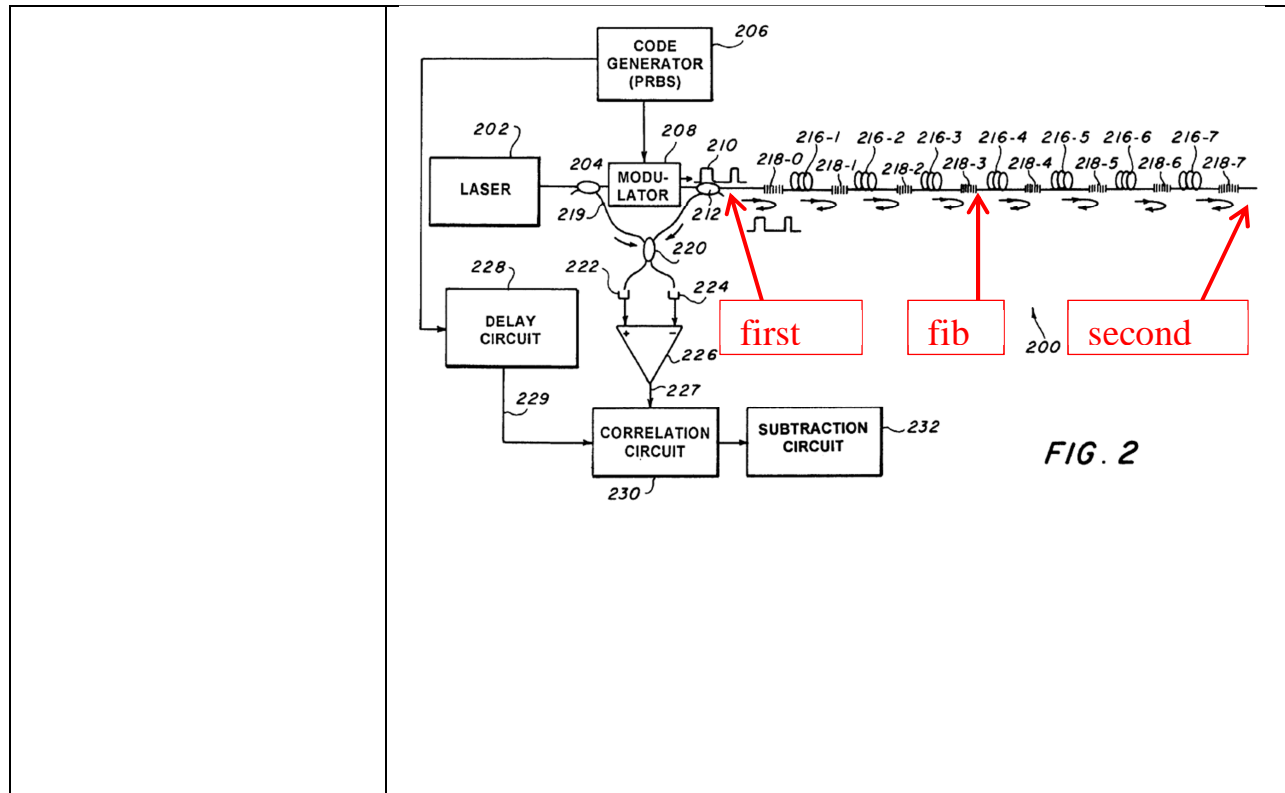 206
CODE
GENERATOR
(PRBS)
202
208
210
216-1
216-2
216-3
216-4
216-5
216-6
216-7
218-0
218-1
218-2
218-3
218-4
218-5
218-6
218-7
204
LASER
MODU-
LATOR
219
212
220
222
224
228
DELAY
CIRCUIT
+
−
226
first
fib
second
200
227
229
CORRELATION
CIRCUIT
SUBTRACTION
CIRCUIT
232
230
FIG. 2